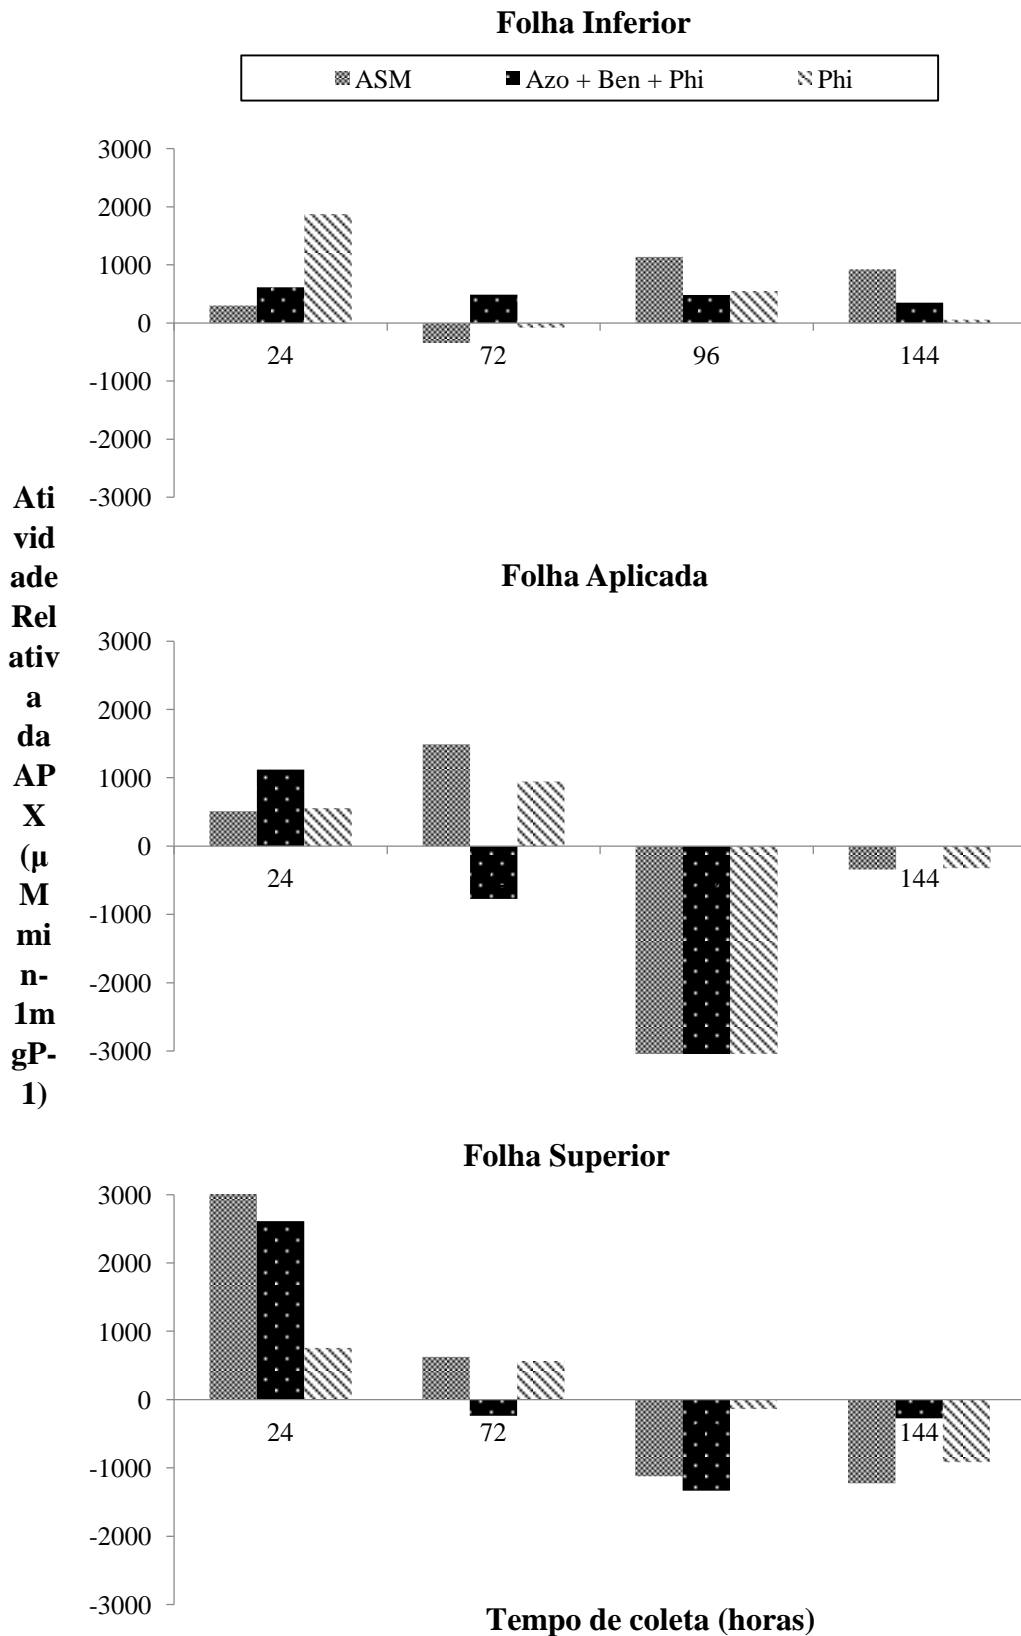 Folha Inferior
ASM Azo + Ben + Phi Phi
3000
2000
1000
0
-1000
-2000
-3000
24 72 96 144
Ati
vid
ade
Rel
ativ
a
da
AP
X
(µ
M
mi
n-
1m
gP-
1)
Folha Aplicada
3000
2000
1000
0
-1000
-2000
-3000
24 144
Folha Superior
3000
2000
1000
0
-1000
-2000
-3000
24 72 144
Tempo de coleta (horas)